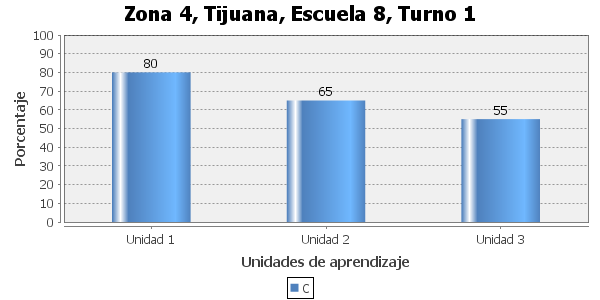 Zona 4, Tijuana, Escuela 8, Turno 1
Porcentaje
100
90
80
70
60
50
40
30
20
10
0
80
65
55
Unidad 1
Unidad 2
Unidad 3
Unidades de aprendizaje
C